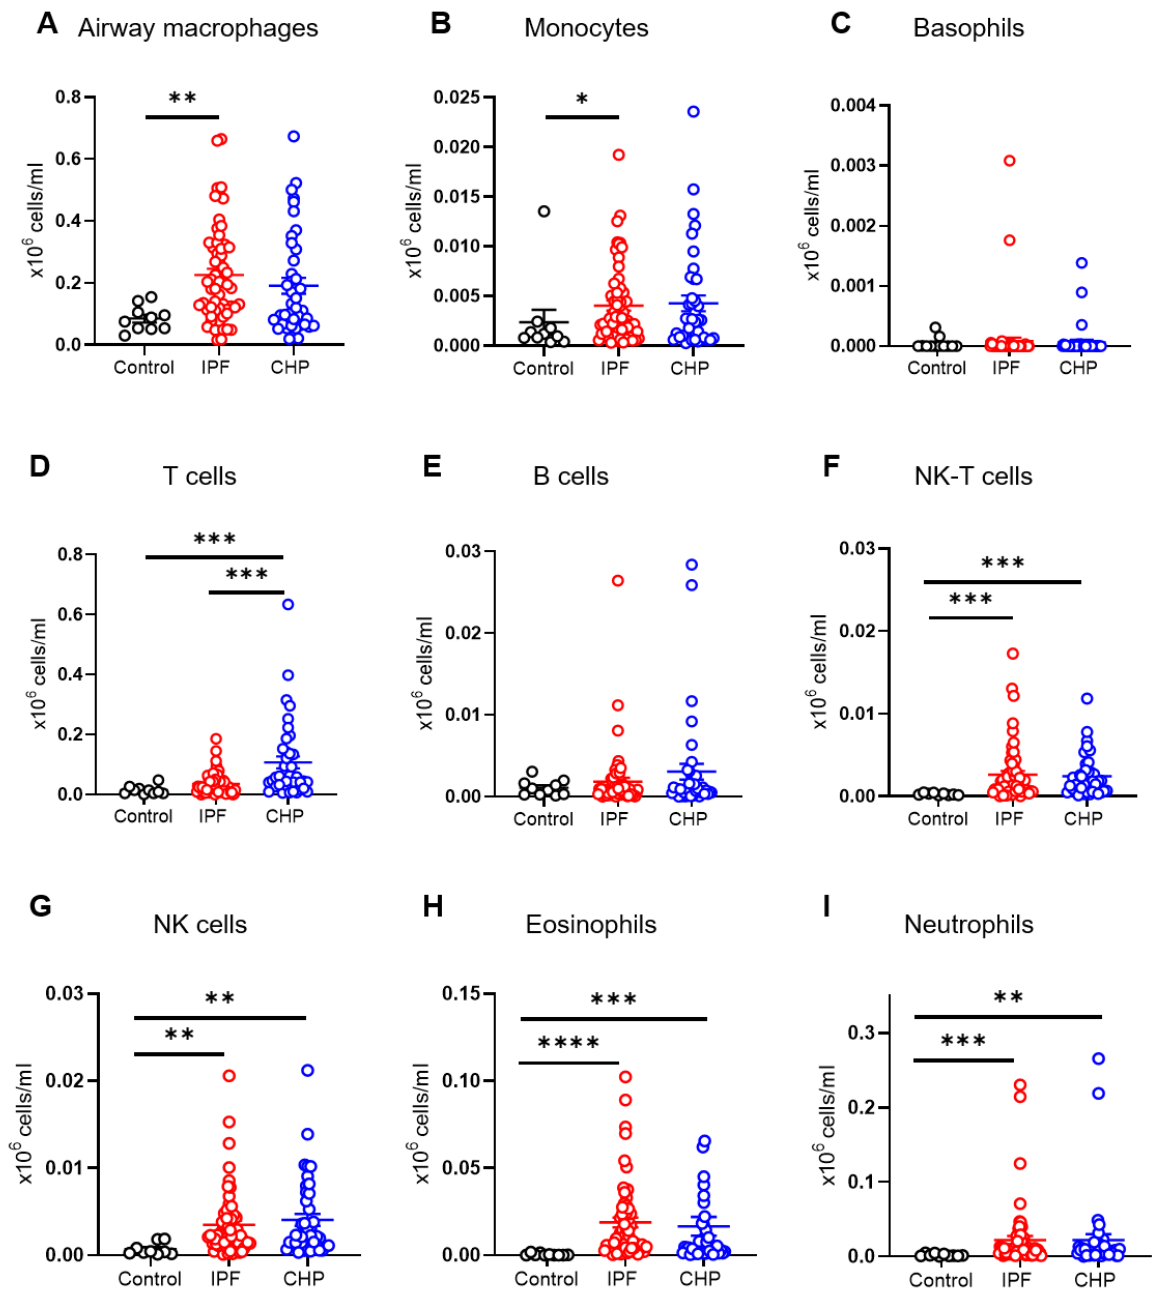 A Airway macrophages
B Monocytes
C Basophils
**
*
0.8
0.6
0.4
0.2
0.0
x10⁶ cells/ml
Control IPF CHP
0.025
0.020
0.015
0.010
0.005
0.000
x10⁶ cells/ml
Control IPF CHP
0.004
0.003
0.002
0.001
0.000
x10⁶ cells/ml
Control IPF CHP
D T cells
E B cells
F NK-T cells
***
***
0.8
0.6
0.4
0.2
0.0
x10⁶ cells/ml
Control IPF CHP
0.03
0.02
0.01
0.00
x10⁶ cells/ml
Control IPF CHP
***
***
0.03
0.02
0.01
0.00
x10⁶ cells/ml
Control IPF CHP
G NK cells
H Eosinophils
I Neutrophils
**
**
0.03
0.02
0.01
0.00
x10⁶ cells/ml
Control IPF CHP
***
****
0.15
0.10
0.05
0.00
x10⁶ cells/ml
Control IPF CHP
**
***
0.3
0.2
0.1
0.0
x10⁶ cells/ml
Control IPF CHP